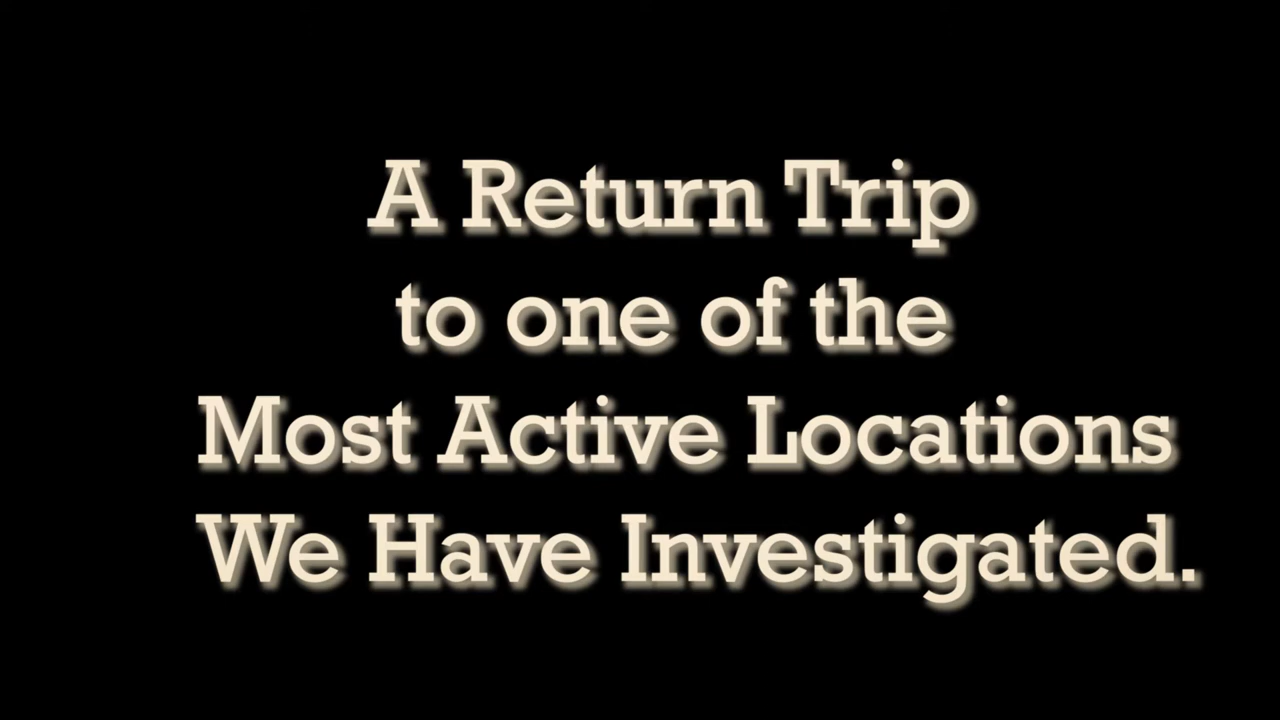 A Return Trip
to one of the
Most Active Locations
We Have Investigated.